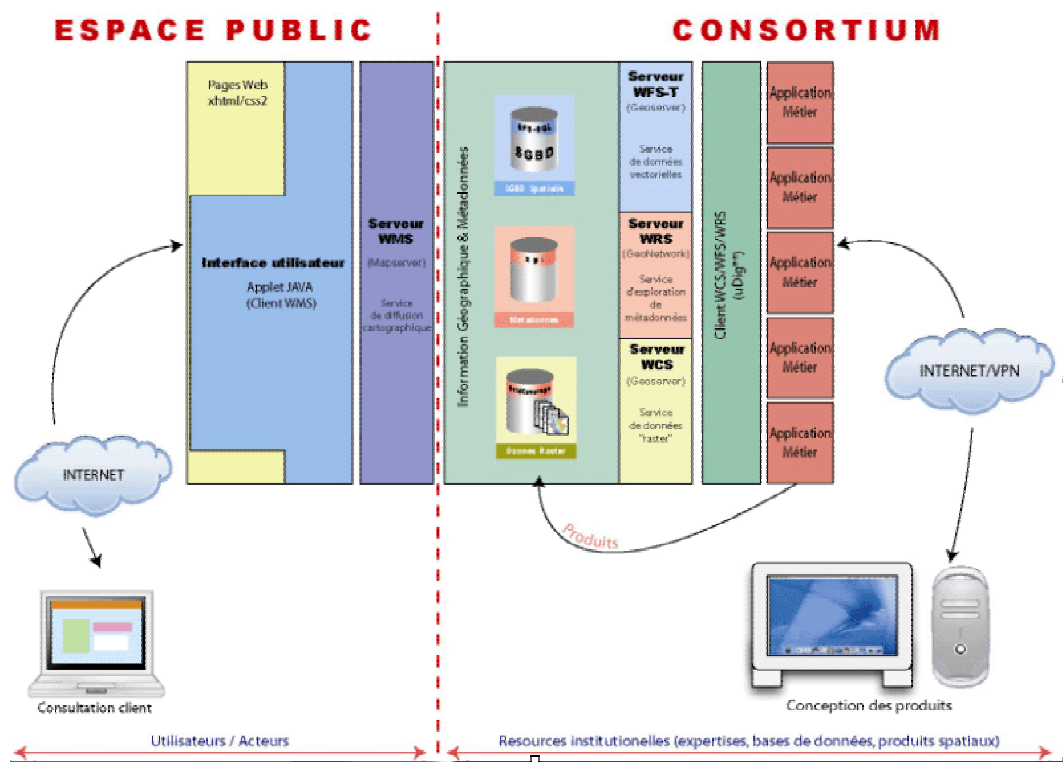 ESPACE PUBLIC
CONSORTIUM
Pages Web
xhtml/css2
Interface utilisateur
Applet JAVA
(Client WMS)
Serveur
WMS
(Mapserver)
Service
de diffusion
cartographique
Information Géographique & Métadonnées
SGBD
SGBD Spatiale
Metadonnes
Donnes Raster
Serveur
WFS-T
(Geoserver)
Service
de données
vectorielles
Serveur
WRS
(GeoNetwork)
Service
d'exploration
de
métadonnées
Serveur
WCS
(Geoserver)
Service
de données
"raster"
Client WCS/WFS/WRS
(uDig**)
Application
Métier
Application
Métier
Application
Métier
Application
Métier
Application
Métier
INTERNET
INTERNET/VPN
Produits
Consultation client
Conception des produits
Utilisateurs / Acteurs
Resources institutionelles (expertises, bases de données, produits spatiaux)